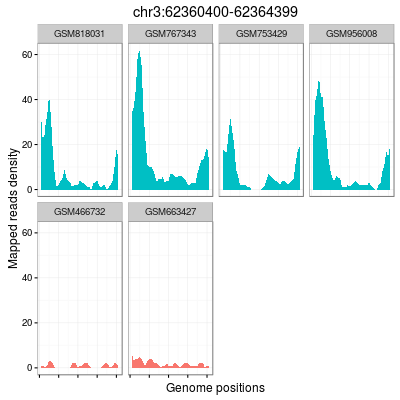 chr3:62360400-62364399
GSM818031 GSM767343 GSM753429 GSM956008
60
40
20
0
GSM466732 GSM663427
60
40
20
0
Mapped reads density
Genome positions